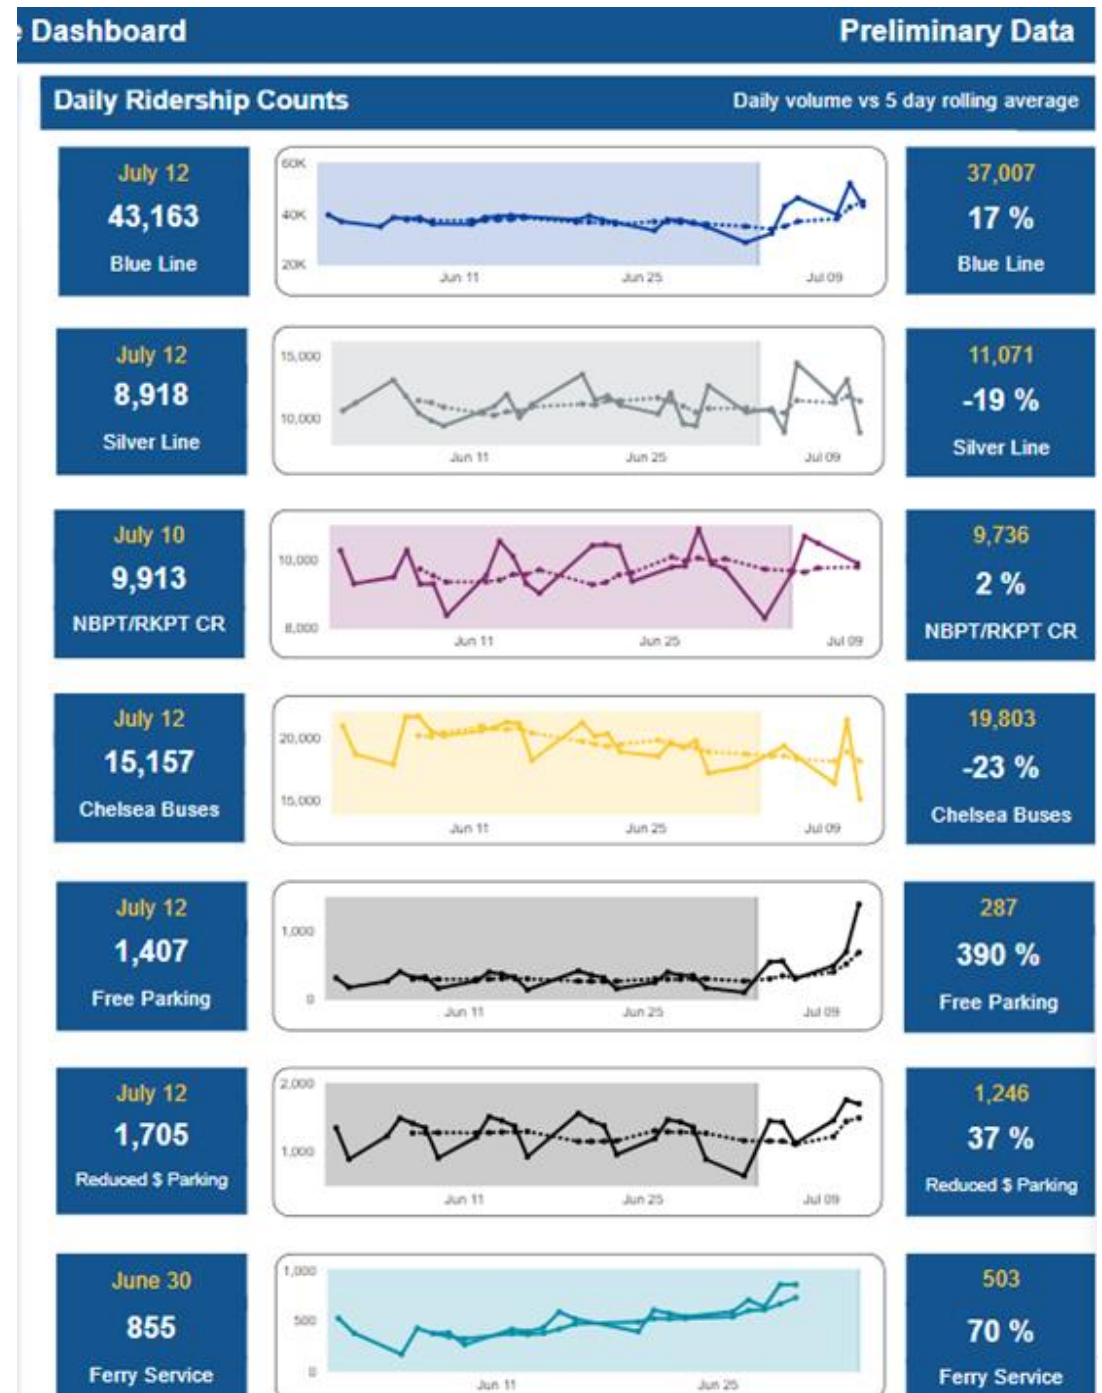 e Dashboard
Preliminary Data
Daily Ridership Counts
Daily volume vs 5 day rolling average
July 12
43,163
Blue Line
60K
40K
20K
Jun 11
Jun 25
Jul 09
37,007
17 %
Blue Line
July 12
8,918
Silver Line
15,000
10,000
Jun 11
Jun 25
Jul 09
11,071
-19 %
Silver Line
July 10
9,913
NBPT/RKPT CR
10,000
8,000
Jun 11
Jun 25
Jul 09
9,736
2 %
NBPT/RKPT CR
July 12
15,157
Chelsea Buses
20,000
15,000
Jun 11
Jun 25
Jul 09
19,803
-23 %
Chelsea Buses
July 12
1,407
Free Parking
1,000
0
Jun 11
Jun 25
Jul 09
287
390 %
Free Parking
July 12
1,705
Reduced $ Parking
2,000
1,000
Jun 11
Jun 25
Jul 09
1,246
37 %
Reduced $ Parking
June 30
855
Ferry Service
1,000
500
0
Jun 11
Jun 25
503
70 %
Ferry Service